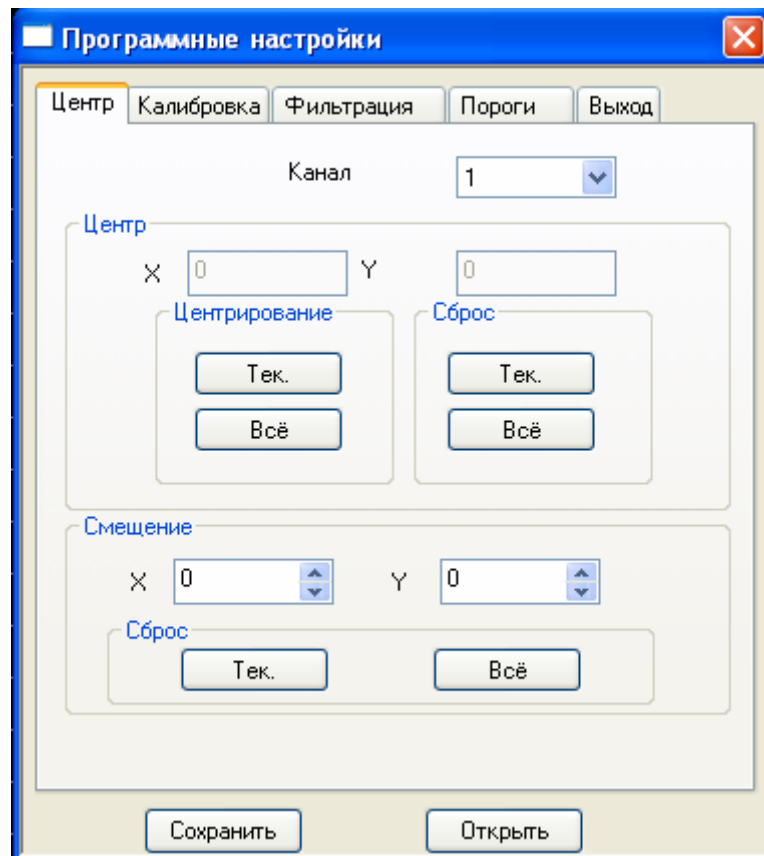 Программные настройки
Центр Калибровка Фильтрация Пороги Выход
Канал 1
Центр
X 0 Y 0
Центрирование Сброс
Тек. Тек.
Всё Всё
Смещение
X 0 Y 0
Сброс
Тек. Всё
Сохранить Открыть